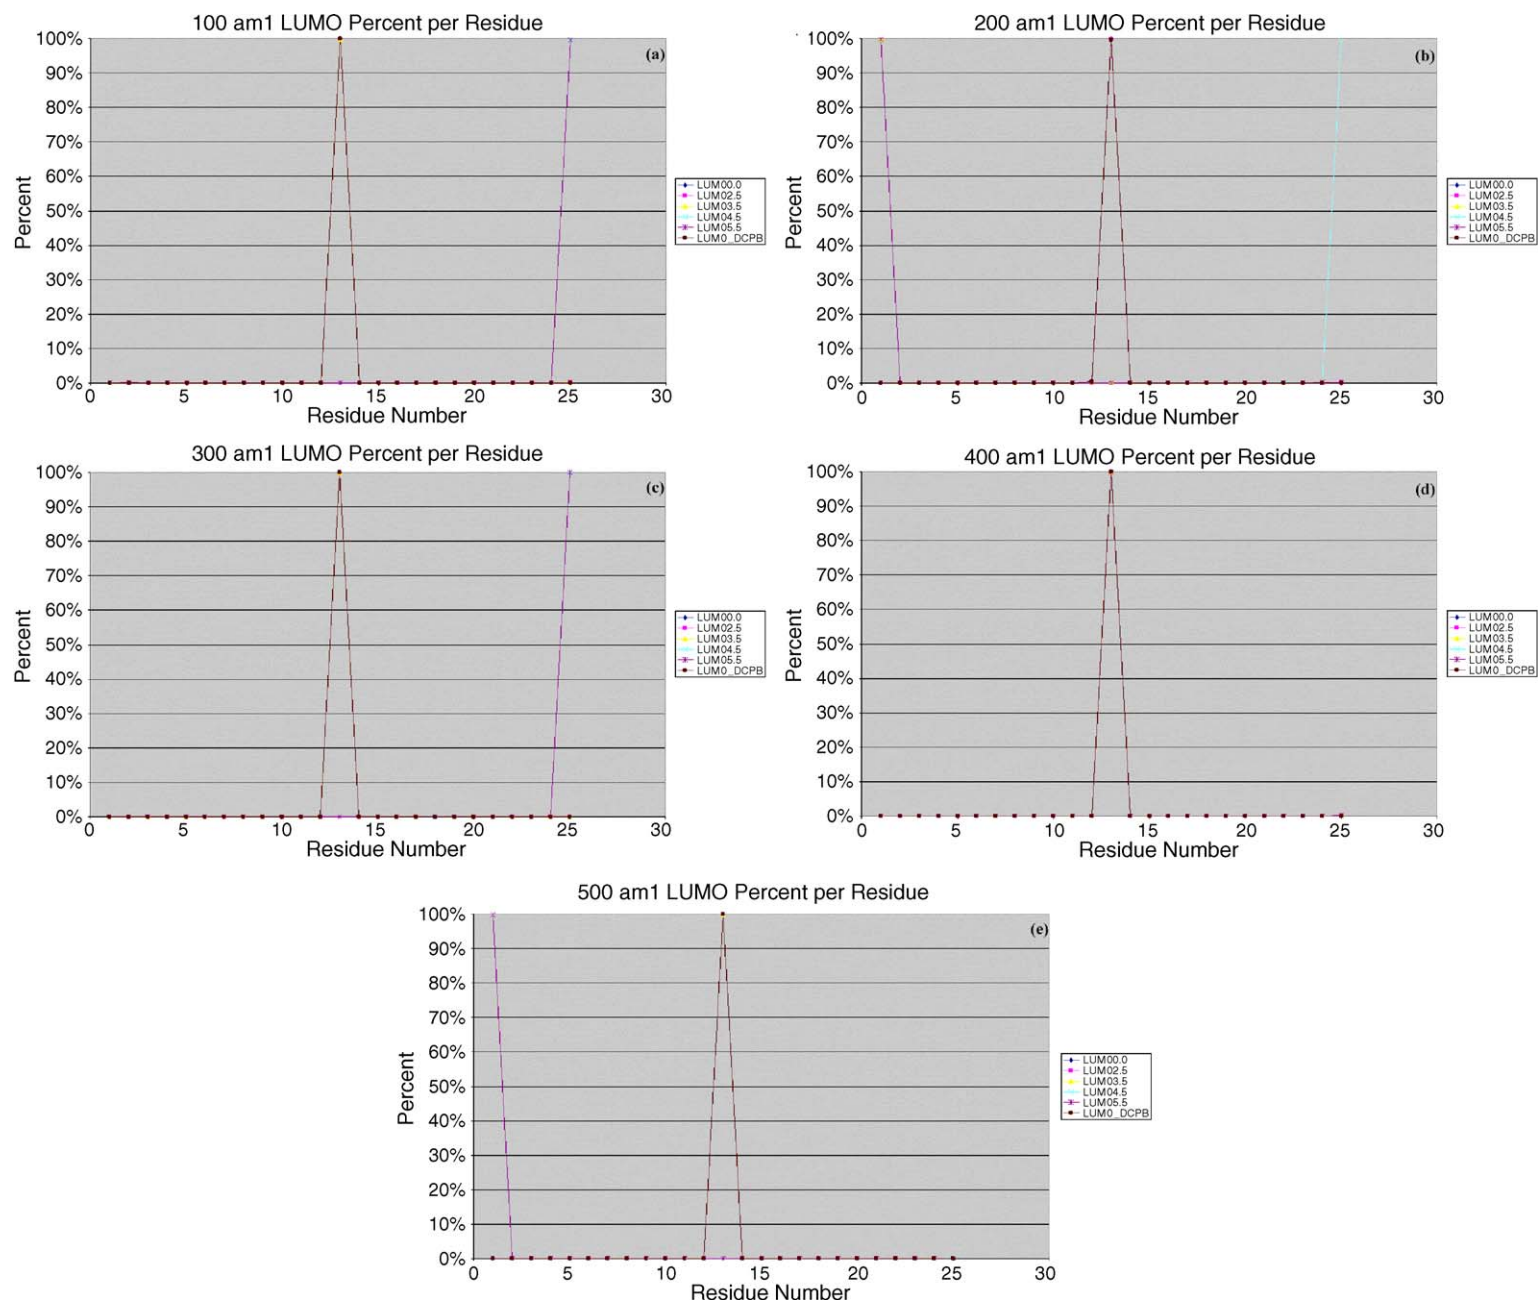 100 am1 LUMO Percent per Residue
100%
90%
80%
70%
60%
50%
40%
30%
20%
10%
0%
Percent
0 5 10 15 20 25 30
Residue Number
(a)
LUM00.0
LUM02.5
LUM03.5
LUM04.5
LUM05.5
LUM0_DCPB
200 am1 LUMO Percent per Residue
100%
90%
80%
70%
60%
50%
40%
30%
20%
10%
0%
Percent
0 5 10 15 20 25 30
Residue Number
(b)
LUM00.0
LUM02.5
LUM03.5
LUM04.5
LUM05.5
LUM0_DCPB
300 am1 LUMO Percent per Residue
100%
90%
80%
70%
60%
50%
40%
30%
20%
10%
0%
Percent
0 5 10 15 20 25 30
Residue Number
(c)
LUM00.0
LUM02.5
LUM03.5
LUM04.5
LUM05.5
LUM0_DCPB
400 am1 LUMO Percent per Residue
100%
90%
80%
70%
60%
50%
40%
30%
20%
10%
0%
Percent
0 5 10 15 20 25 30
Residue Number
(d)
LUM00.0
LUM02.5
LUM03.5
LUM04.5
LUM05.5
LUM0_DCPB
500 am1 LUMO Percent per Residue
100%
90%
80%
70%
60%
50%
40%
30%
20%
10%
0%
Percent
0 5 10 15 20 25 30
Residue Number
(e)
LUM00.0
LUM02.5
LUM03.5
LUM04.5
LUM05.5
LUM0_DCPB